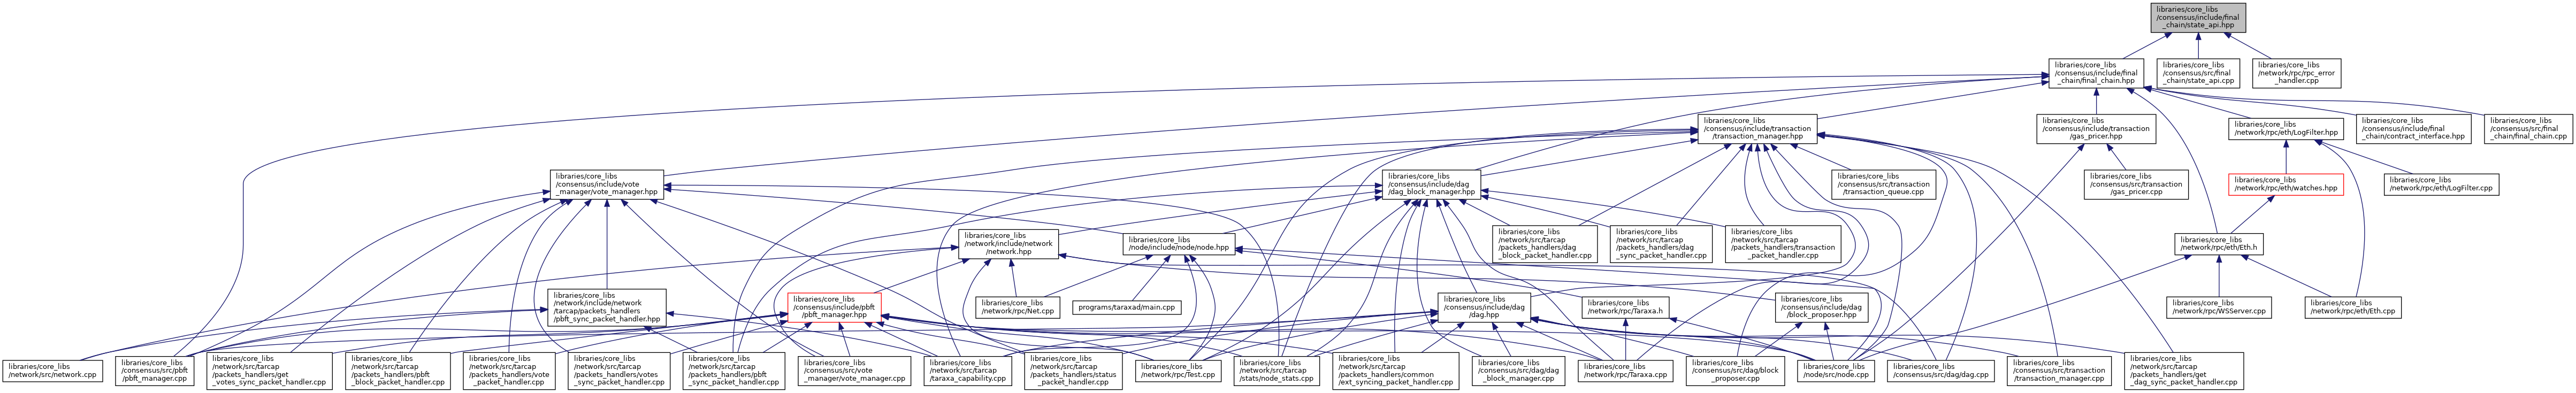 libraries/core_libs
/consensus/include/final
_chain/state_api.hpp
libraries/core_libs
/consensus/include/final
_chain/final_chain.hpp
libraries/core_libs
/consensus/src/final
_chain/state_api.cpp
libraries/core_libs
/network/rpc/rpc_error
_handler.cpp
libraries/core_libs
/consensus/include/transaction
/transaction_manager.hpp
libraries/core_libs
/consensus/include/transaction
/gas_pricer.hpp
libraries/core_libs
/network/rpc/eth/LogFilter.hpp
libraries/core_libs
/consensus/include/final
_chain/contract_interface.hpp
libraries/core_libs
/consensus/src/final
_chain/final_chain.cpp
libraries/core_libs
/consensus/include/vote
_manager/vote_manager.hpp
libraries/core_libs
/consensus/include/dag
/dag_block_manager.hpp
libraries/core_libs
/consensus/src/transaction
/transaction_queue.cpp
libraries/core_libs
/consensus/src/transaction
/gas_pricer.cpp
libraries/core_libs
/network/rpc/eth/watches.hpp
libraries/core_libs
/network/rpc/eth/LogFilter.cpp
libraries/core_libs
/network/include/network
/network.hpp
libraries/core_libs
/node/include/node/node.hpp
libraries/core_libs
/network/src/tarcap
/packets_handlers/dag
_block_packet_handler.cpp
libraries/core_libs
/network/src/tarcap
/packets_handlers/dag
_sync_packet_handler.cpp
libraries/core_libs
/network/src/tarcap
/packets_handlers/transaction
_packet_handler.cpp
libraries/core_libs
/network/rpc/eth/Eth.h
libraries/core_libs
/network/include/network
/tarcap/packets_handlers
/pbft_sync_packet_handler.hpp
libraries/core_libs
/consensus/include/pbft
/pbft_manager.hpp
libraries/core_libs
/network/rpc/Net.cpp
programs/taraxad/main.cpp
libraries/core_libs
/consensus/include/dag
/dag.hpp
libraries/core_libs
/network/rpc/Taraxa.h
libraries/core_libs
/consensus/include/dag
/block_proposer.hpp
libraries/core_libs
/network/rpc/WSServer.cpp
libraries/core_libs
/network/rpc/eth/Eth.cpp
libraries/core_libs
/network/src/network.cpp
libraries/core_libs
/consensus/src/pbft
/pbft_manager.cpp
libraries/core_libs
/network/src/tarcap
/packets_handlers/get
_votes_sync_packet_handler.cpp
libraries/core_libs
/network/src/tarcap
/packets_handlers/pbft
_block_packet_handler.cpp
libraries/core_libs
/network/src/tarcap
/packets_handlers/vote
_packet_handler.cpp
libraries/core_libs
/network/src/tarcap
/packets_handlers/votes
_sync_packet_handler.cpp
libraries/core_libs
/network/src/tarcap
/packets_handlers/pbft
_sync_packet_handler.cpp
libraries/core_libs
/consensus/src/vote
_manager/vote_manager.cpp
libraries/core_libs
/network/src/tarcap
/taraxa_capability.cpp
libraries/core_libs
/network/src/tarcap
/packets_handlers/status
_packet_handler.cpp
libraries/core_libs
/network/rpc/Test.cpp
libraries/core_libs
/network/src/tarcap
/stats/node_stats.cpp
libraries/core_libs
/network/src/tarcap
/packets_handlers/common
/ext_syncing_packet_handler.cpp
libraries/core_libs
/consensus/src/dag/dag
_block_manager.cpp
libraries/core_libs
/network/rpc/Taraxa.cpp
libraries/core_libs
/consensus/src/dag/block
_proposer.cpp
libraries/core_libs
/node/src/node.cpp
libraries/core_libs
/consensus/src/dag/dag.cpp
libraries/core_libs
/consensus/src/transaction
/transaction_manager.cpp
libraries/core_libs
/network/src/tarcap
/packets_handlers/get
_dag_sync_packet_handler.cpp